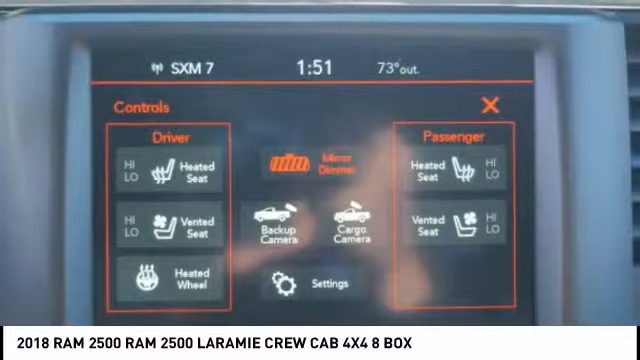 SXM 7 1:51 73° out.
Controls X
Driver
HI
LO
Heated
Seat
HI
LO
Vented
Seat
Heated
Wheel
Mirror
Dimmer
Backup
Camera
Cargo
Camera
Settings
Passenger
Heated
Seat
HI
LO
Vented
Seat
HI
LO
2018 RAM 2500 RAM 2500 LARAMIE CREW CAB 4X4 8 BOX